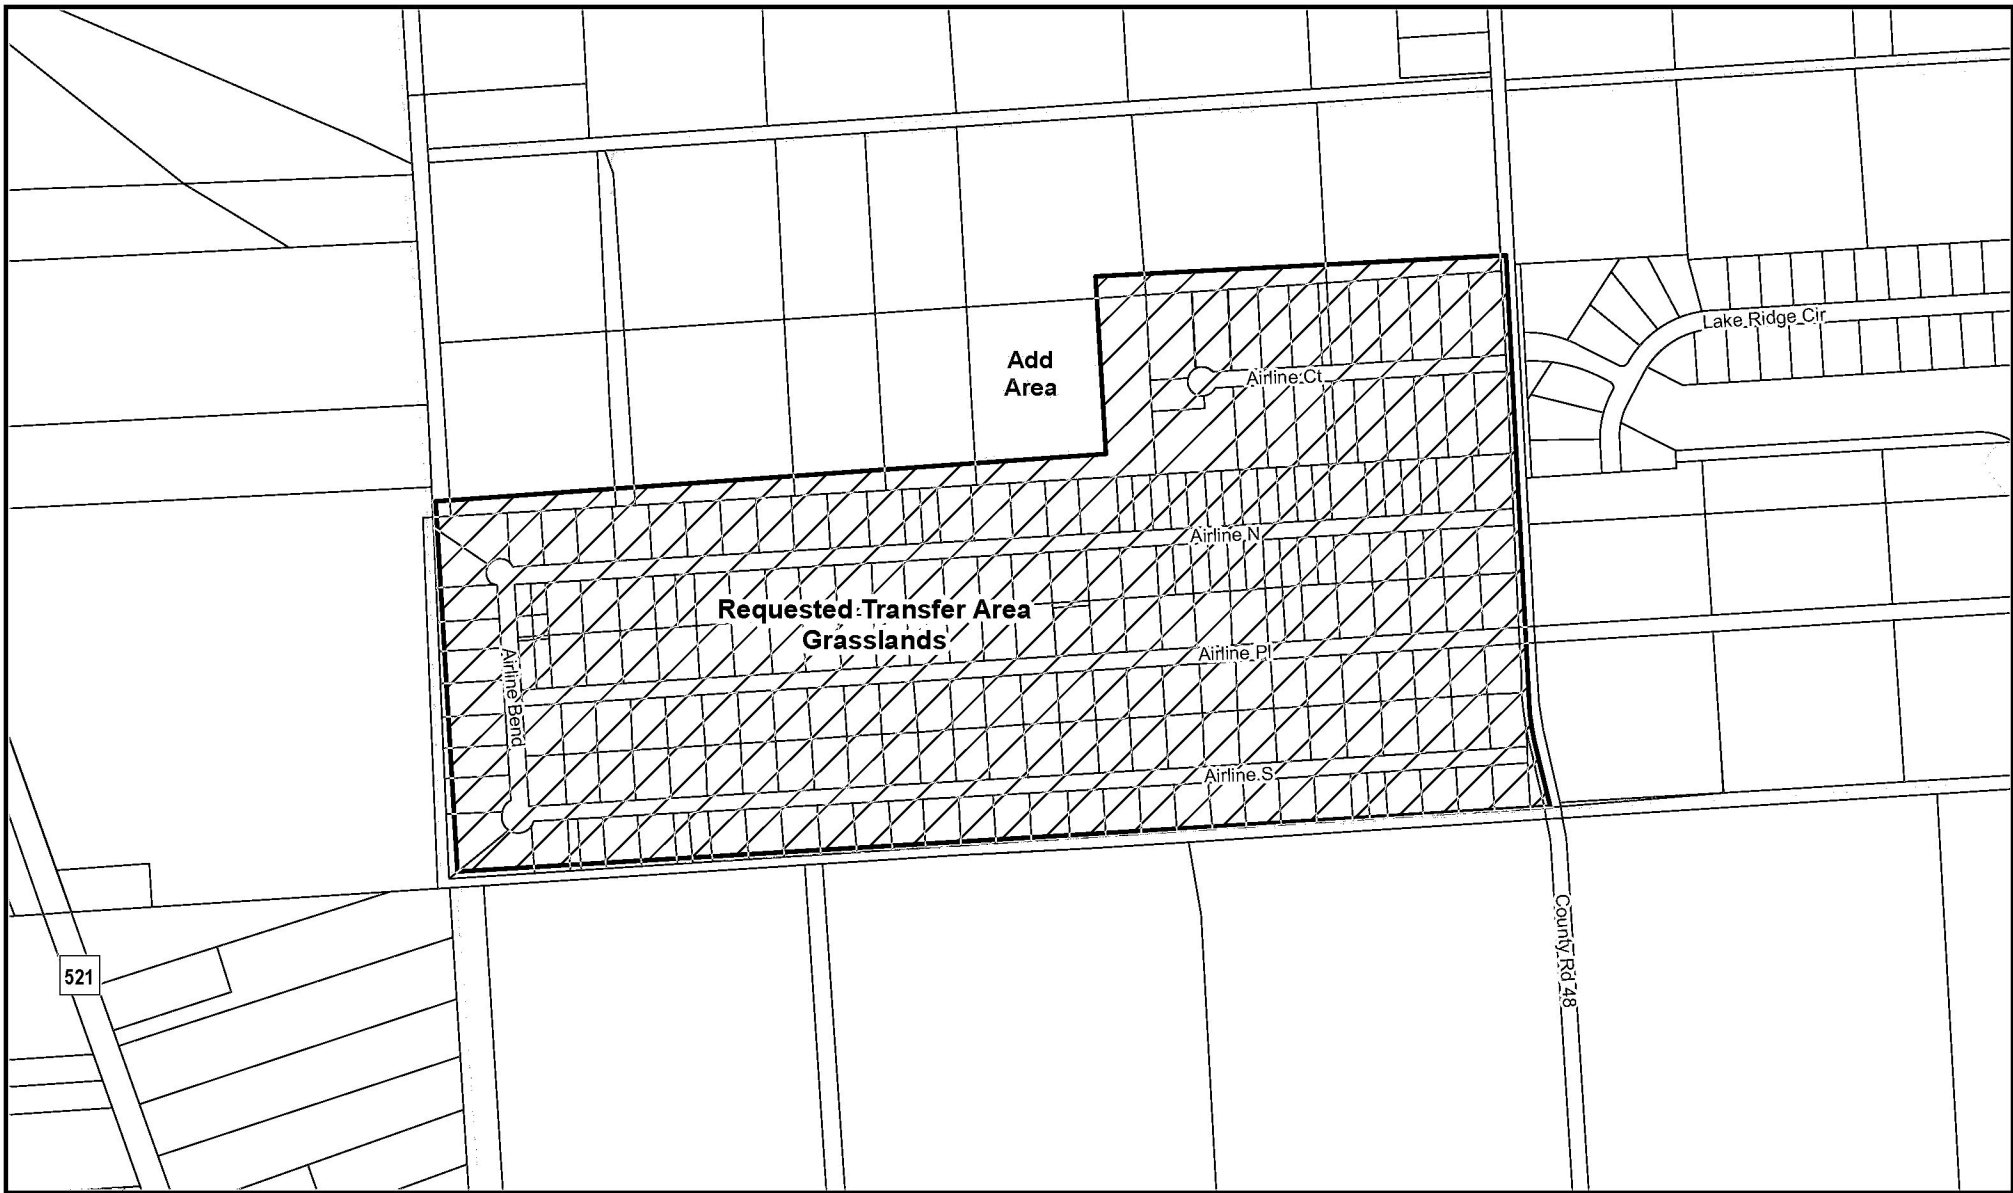 Lake Ridge Cir
Add
Area
Airline Ct
Airline N
Requested Transfer Area
Grasslands
Airline Pl
Airline Bend
Airline S
County Rd 48
521